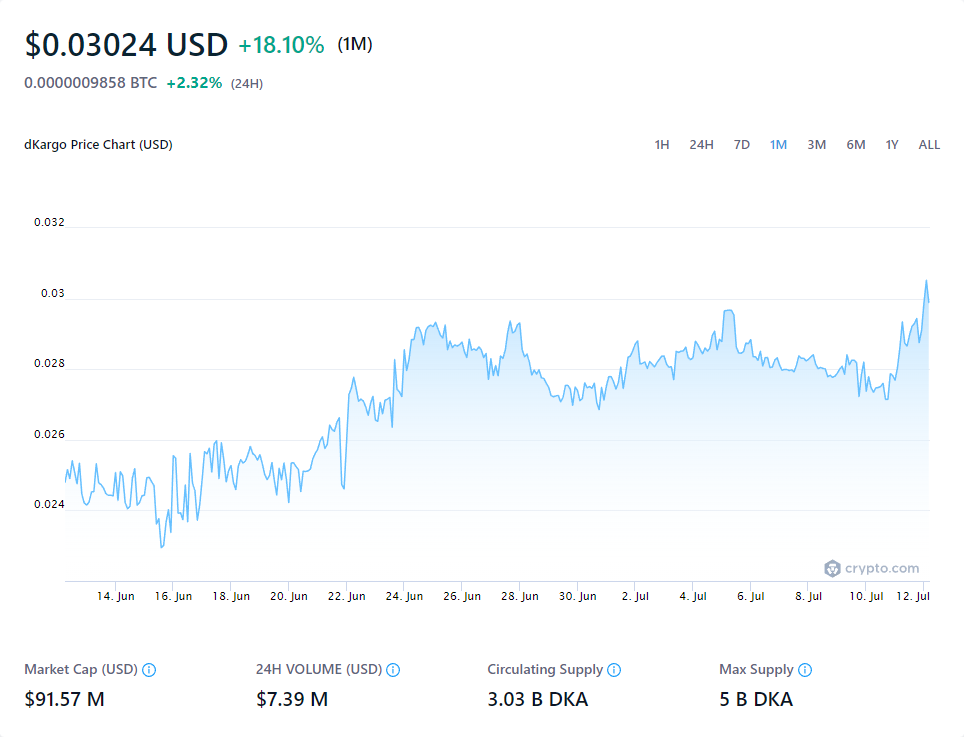 $0.03024 USD +18.10% (1M)
0.0000009858 BTC +2.32% (24H)
dKargo Price Chart (USD)
1H 24H 7D 1M 3M 6M 1Y ALL
0.032
0.03
0.028
0.026
0.024
crypto.com
14. Jun 16. Jun 18. Jun 20. Jun 22. Jun 24. Jun 26. Jun 28. Jun 30. Jun 2. Jul 4. Jul 6. Jul 8. Jul 10. Jul 12. Jul
Market Cap (USD) 24H VOLUME (USD) Circulating Supply Max Supply
$91.57 M $7.39 M 3.03 B DKA 5 B DKA